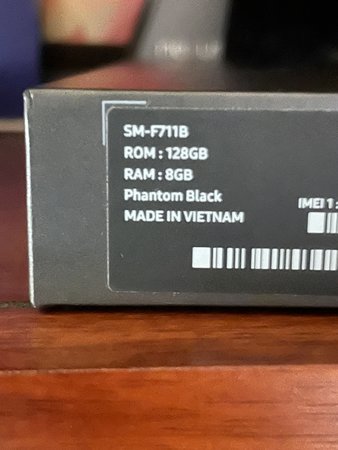 SM-F711B
ROM : 128GB
RAM : 8GB
Phantom Black
MADE IN VIETNAM
IMEI 1 :